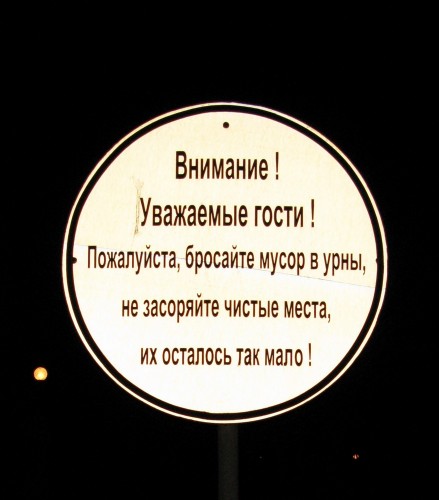 Внимание !
Уважаемые гости !
Пожалуйста, бросайте мусор в урны,
не засоряйте чистые места,
их осталось так мало !